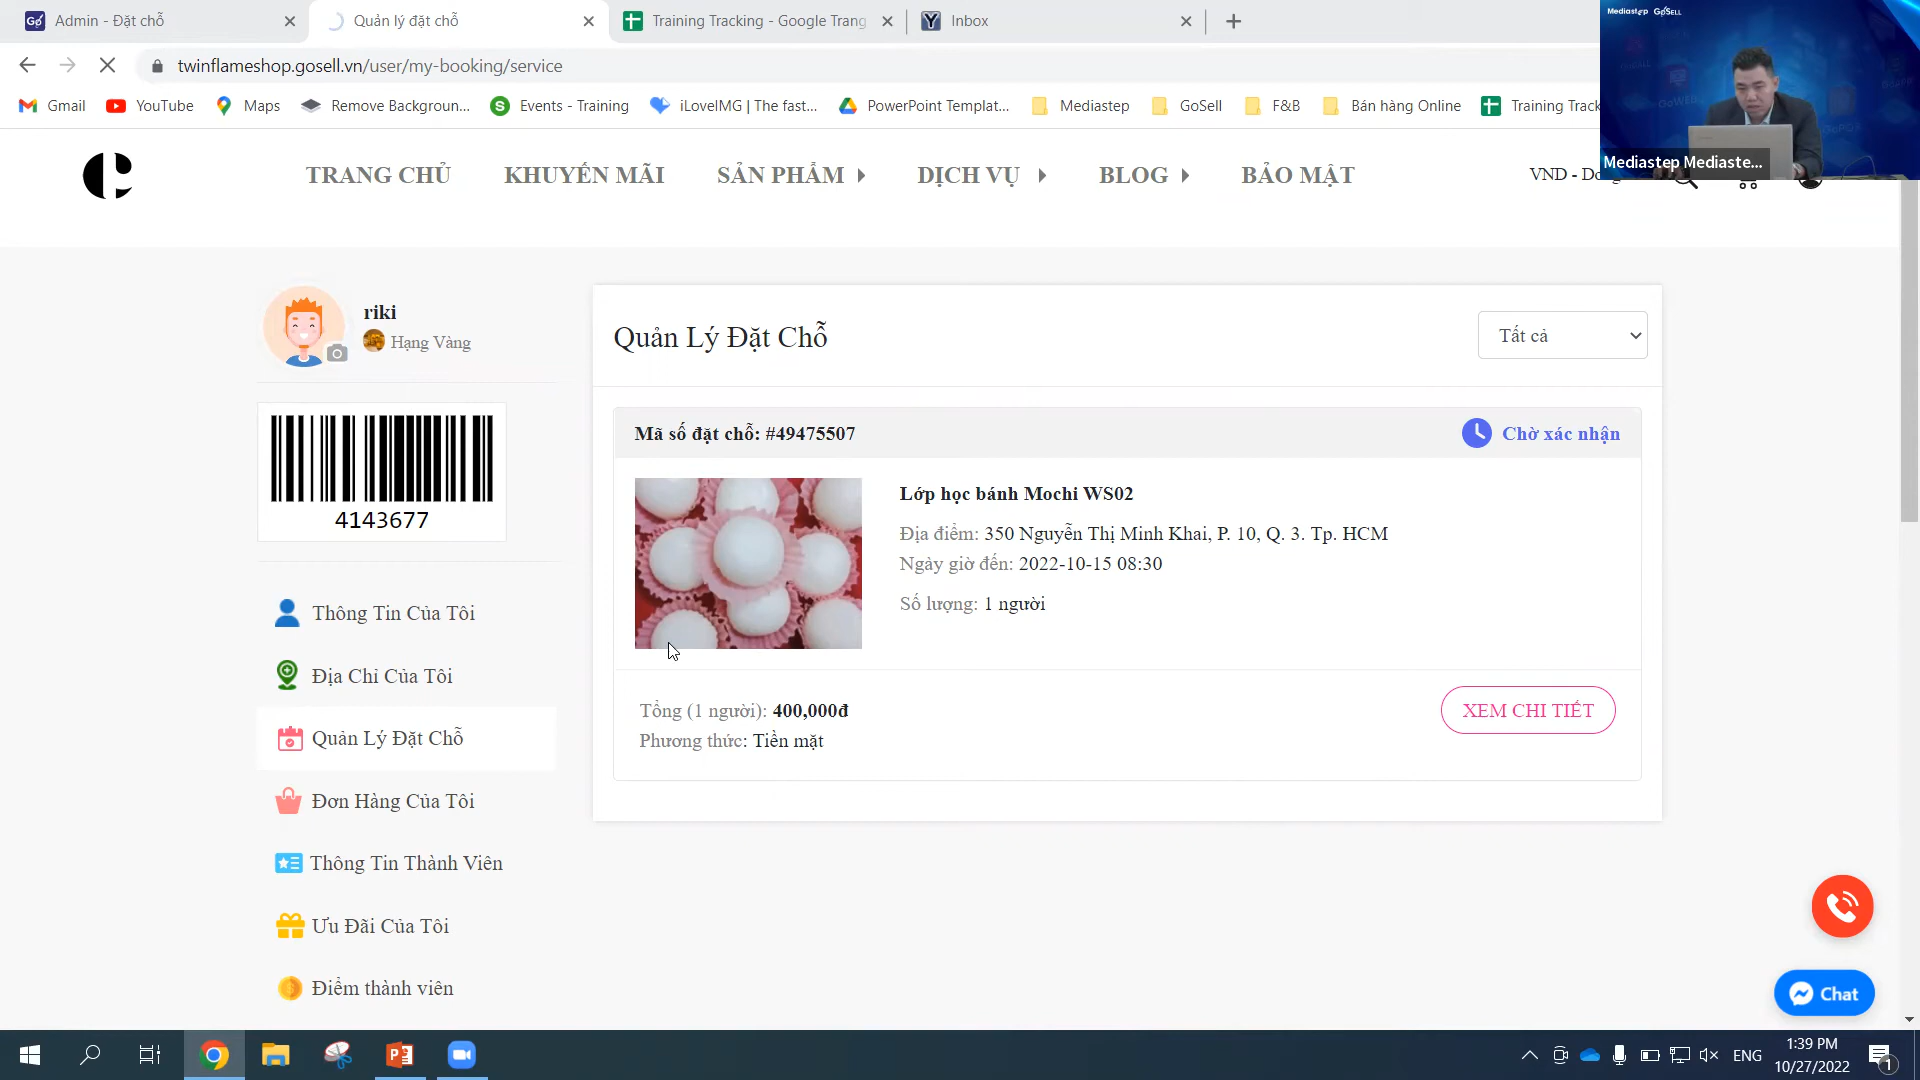 Admin - Đặt chỗ
Quản lý đặt chỗ
Training Tracking - Google Trang
Inbox
twinflameshop.gosell.vn/user/my-booking/service
Gmail
YouTube
Maps
Remove Backgroun...
Events - Training
iLoveIMG | The fast...
PowerPoint Templat...
Mediastep
GoSell
F&B
Bán hàng Online
Training Track
Mediastep GoSELL
Mediastep Mediaste...
TRANG CHỦ
KHUYẾN MÃI
SẢN PHẨM
DỊCH VỤ
BLOG
BẢO MẬT
VND - Dong
riki
Hạng Vàng
4143677
Thông Tin Của Tôi
Địa Chỉ Của Tôi
Quản Lý Đặt Chỗ
Đơn Hàng Của Tôi
Thông Tin Thành Viên
Ưu Đãi Của Tôi
Điểm thành viên
Quản Lý Đặt Chỗ
Tất cả
Mã số đặt chỗ: #49475507
Chờ xác nhận
Lớp học bánh Mochi WS02
Địa điểm: 350 Nguyễn Thị Minh Khai, P. 10, Q. 3. Tp. HCM
Ngày giờ đến: 2022-10-15 08:30
Số lượng: 1 người
Tổng (1 người): 400,000đ
Phương thức: Tiền mặt
XEM CHI TIẾT
Chat
ENG
1:39 PM
10/27/2022
1